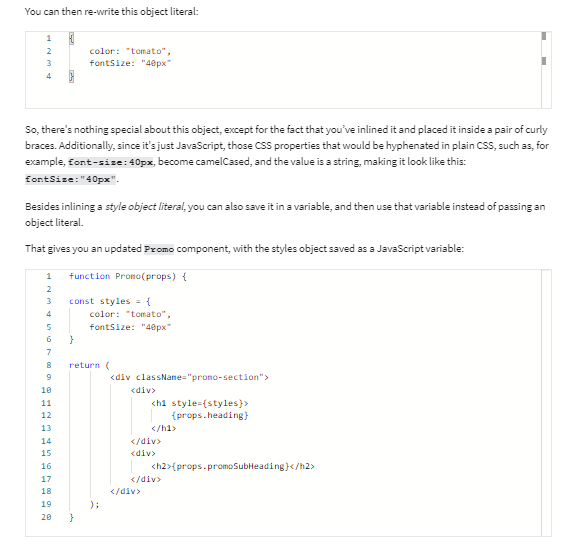 You can then re-write this object literal:
1 {
2 color: "tomato",
3 fontSize: "40px"
4 }
So, there's nothing special about this object, except for the fact that you've inlined it and placed it inside a pair of curly
braces. Additionally, since it's just JavaScript, those CSS properties that would be hyphenated in plain CSS, such as, for
example, font-size:40px, become camelCased, and the value is a string, making it look like this:
fontSize:"40px".
Besides inlining a style object literal, you can also save it in a variable, and then use that variable instead of passing an
object literal.
That gives you an updated Promo component, with the styles object saved as a JavaScript variable:
1 function Promo(props) {
2
3 const styles = {
4 color: "tomato",
5 fontSize: "40px"
6 }
7
8 return (
9 <div className="promo-section">
10 <div>
11 <h1 style={styles}>
12 {props.heading}
13 </h1>
14 </div>
15 <div>
16 <h2>{props.promoSubHeading}</h2>
17 </div>
18 </div>
19 );
20 }